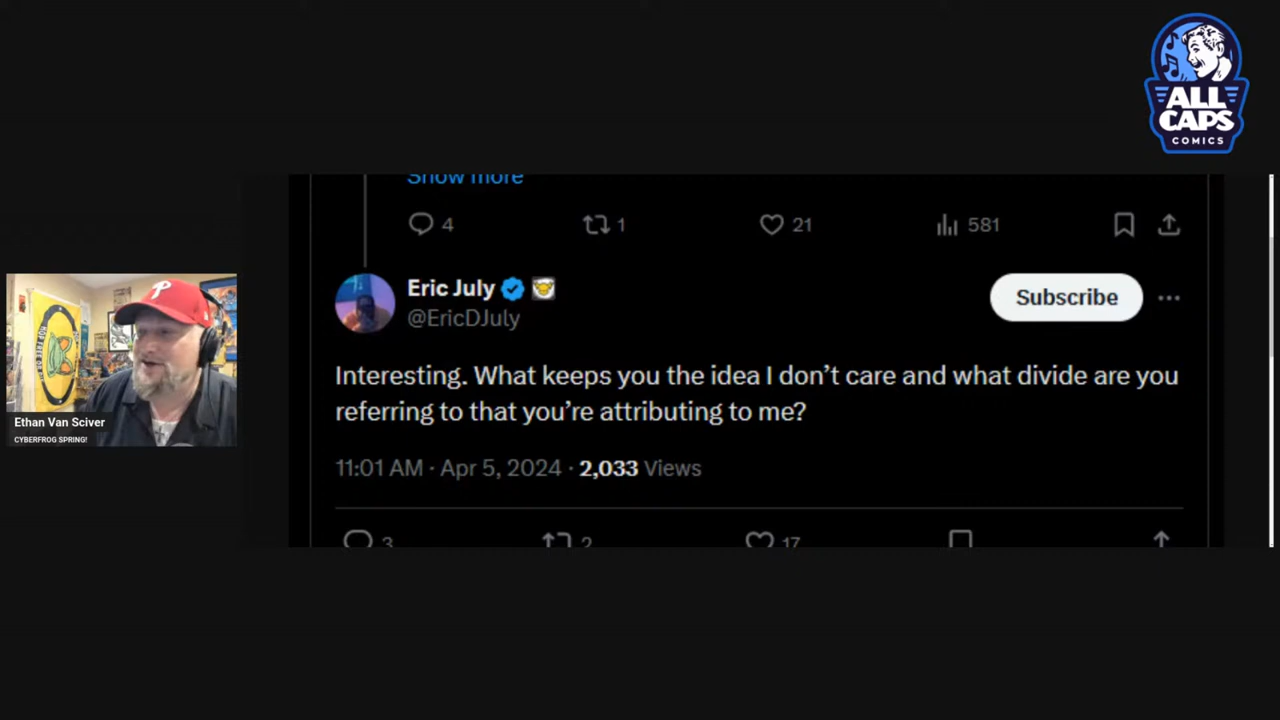 ALL
CAPS
COMICS
Show more
4 1 21 581
Eric July
@EricDJuly
Subscribe
Interesting. What keeps you the idea I don’t care and what divide are you
referring to that you’re attributing to me?
11:01 AM · Apr 5, 2024 · 2,033 Views
3 2 17
P
Ethan Van Sciver
CYBERFROG SPRING!